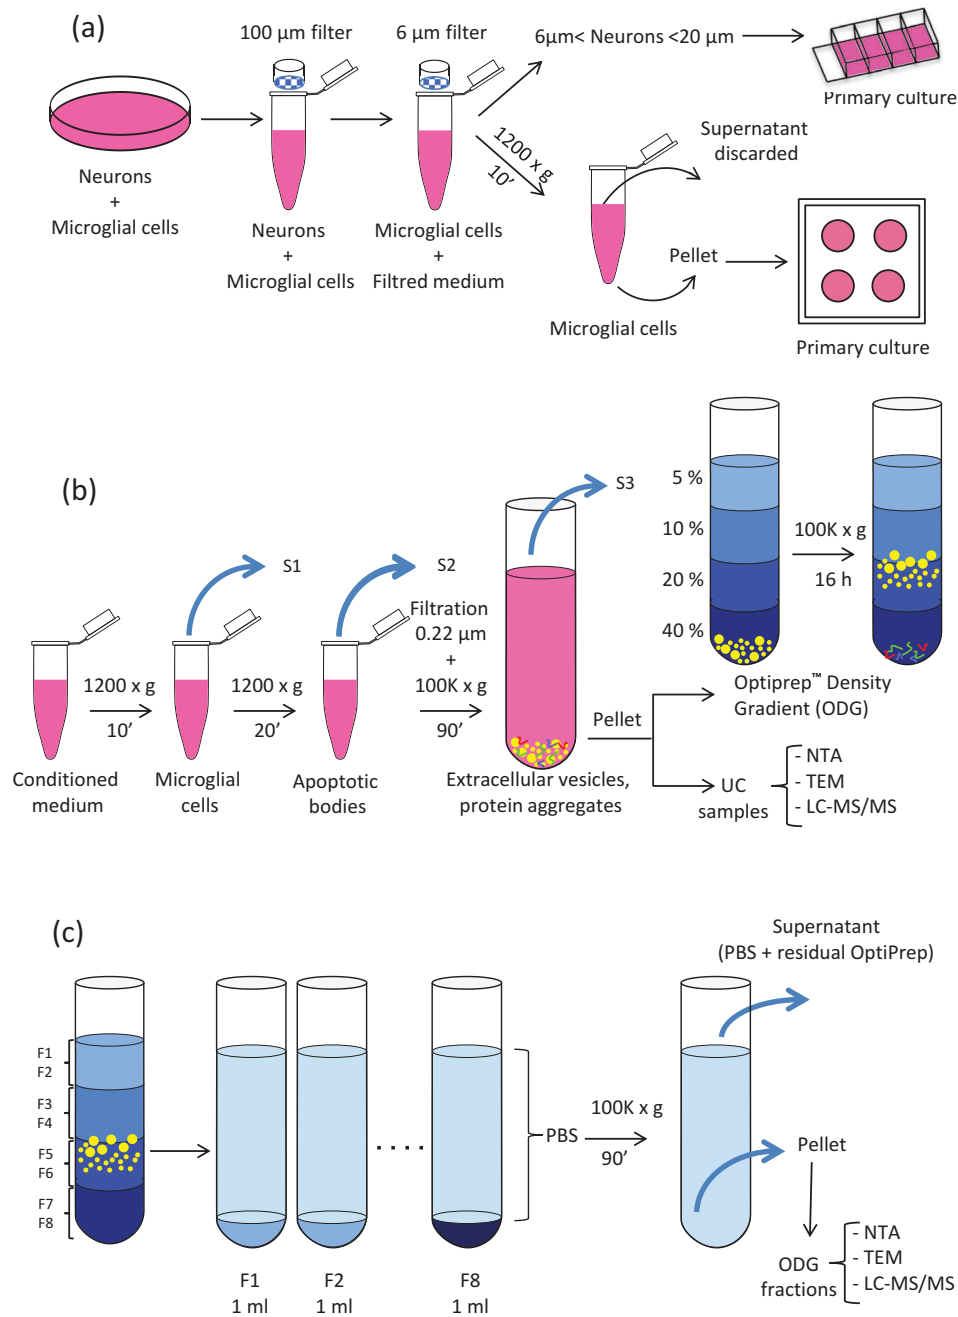 (a)
100 µm filter
6 µm filter
6µm< Neurons <20 µm
Primary culture
1200 x g
10’
Supernatant
discarded
Neurons
+
Microglial cells
Neurons
+
Microglial cells
Microglial cells
+
Filtred medium
Pellet
Microglial cells
Primary culture
(b)
S1
S2
S3
Filtration
0.22 µm
+
100K x g
90’
1200 x g
10’
1200 x g
20’
Conditioned
medium
Microglial
cells
Apoptotic
bodies
Extracellular vesicles,
protein aggregates
Pellet
5 %
10 %
20 %
40 %
100K x g
16 h
Optiprep™ Density
Gradient (ODG)
UC
samples
- NTA
- TEM
- LC-MS/MS
(c)
F1
F2
F3
F4
F5
F6
F7
F8
F1
1 ml
F2
1 ml
. . . . .
F8
1 ml
PBS
100K x g
90’
Supernatant
(PBS + residual OptiPrep)
Pellet
ODG
fractions
- NTA
- TEM
- LC-MS/MS